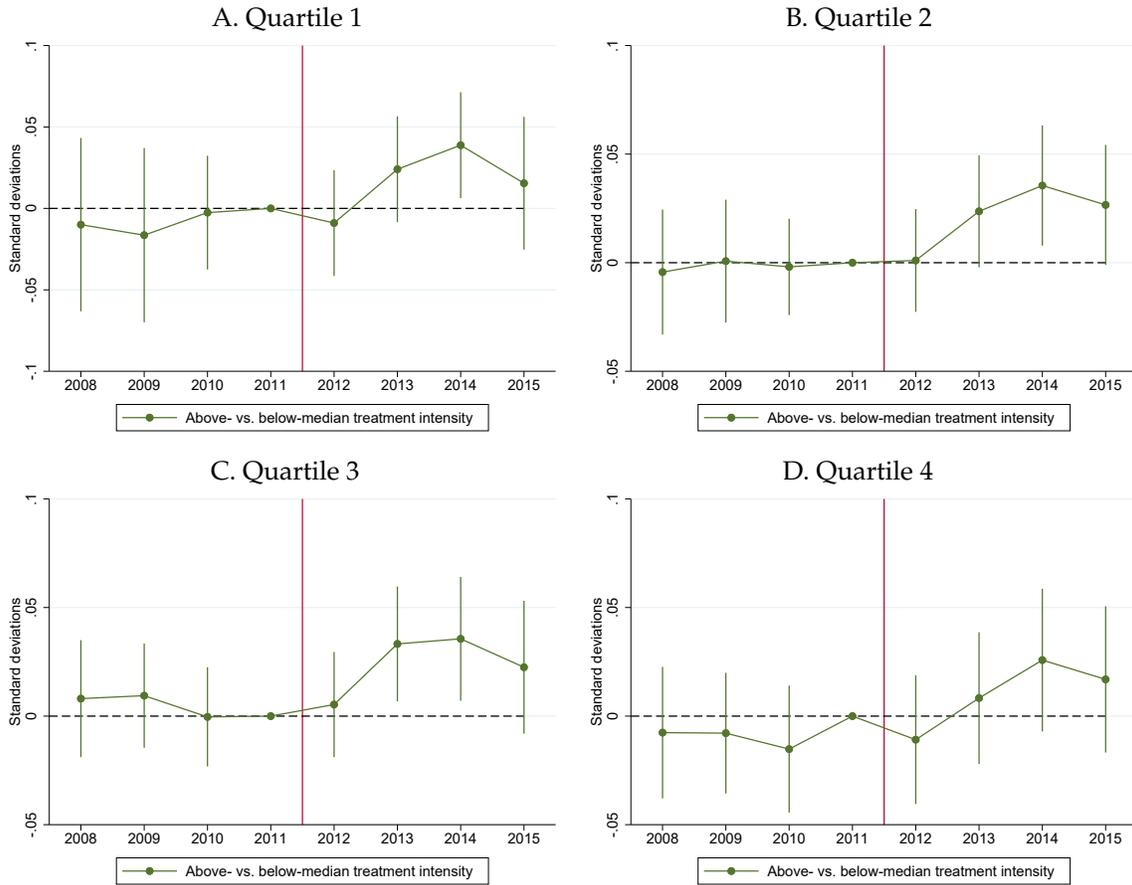 A. Quartile 1
Standard deviations
.1
.05
0
-.05
-.1
2008 2009 2010 2011 2012 2013 2014 2015
Above- vs. below-median treatment intensity
B. Quartile 2
Standard deviations
.1
.05
0
-.05
2008 2009 2010 2011 2012 2013 2014 2015
Above- vs. below-median treatment intensity
C. Quartile 3
Standard deviations
.1
.05
0
-.05
2008 2009 2010 2011 2012 2013 2014 2015
Above- vs. below-median treatment intensity
D. Quartile 4
Standard deviations
.1
.05
0
-.05
2008 2009 2010 2011 2012 2013 2014 2015
Above- vs. below-median treatment intensity